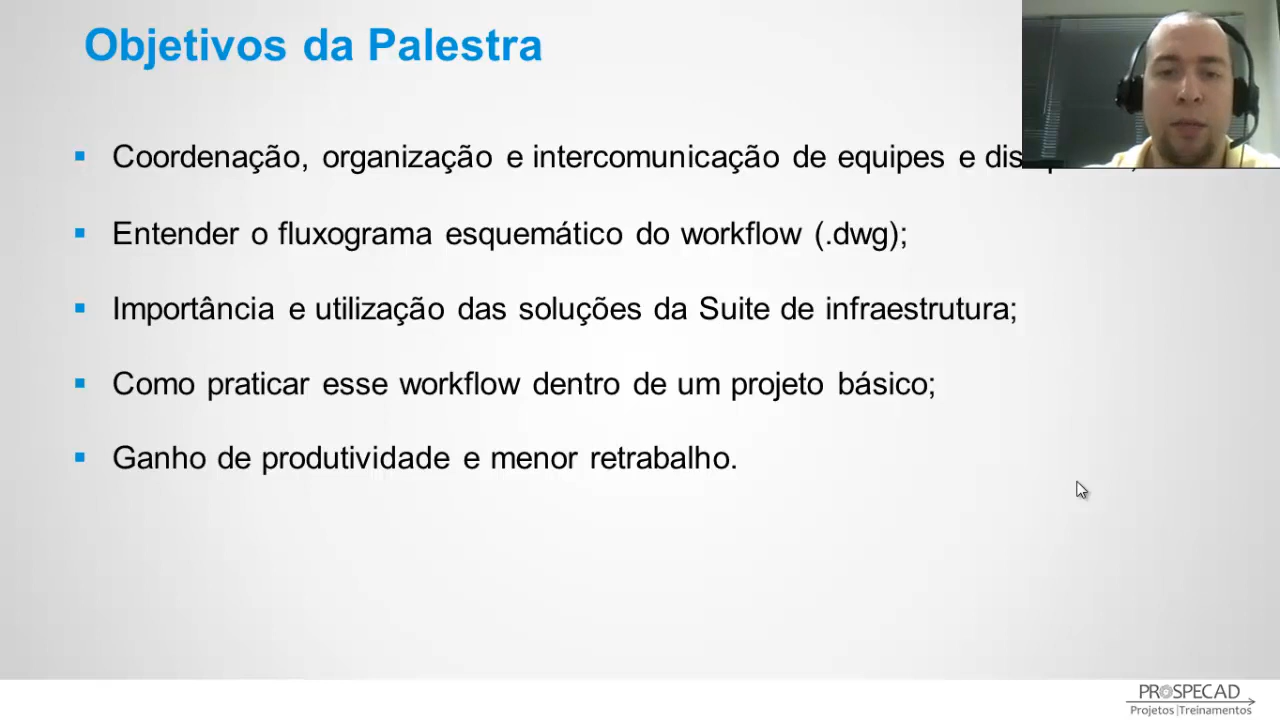 Objetivos da Palestra
Coordenação, organização e intercomunicação de equipes e
Entender o fluxograma esquemático do workflow (.dwg);
Importância e utilização das soluções da Suite de infraestrutura;
Como praticar esse workflow dentro de um projeto básico;
Ganho de produtividade e menor retrabalho.
PROSPECAD
Projetos|Treinamentos